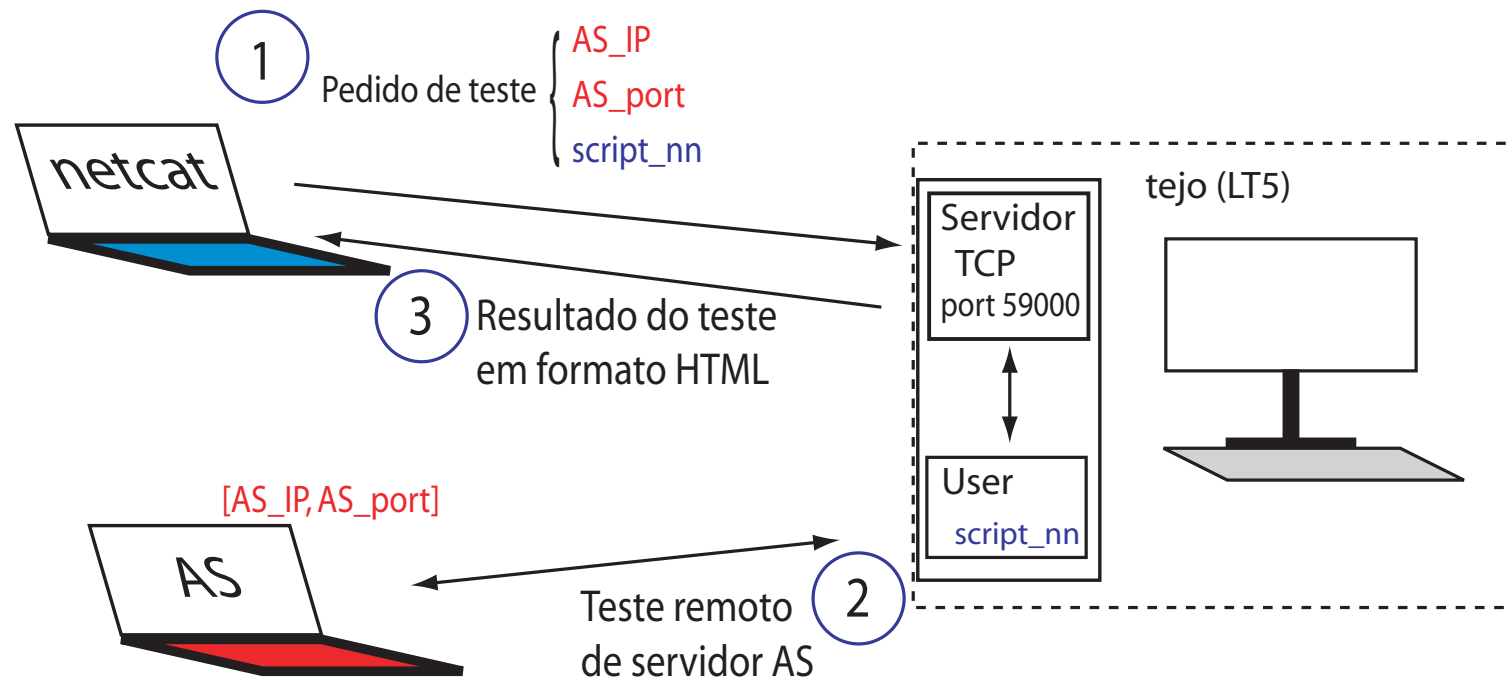 1
Pedido de teste
AS_IP
AS_port
script_nn
netcat
tejo (LT5)
Servidor
TCP
port 59000
3
Resultado do teste
em formato HTML
User
script_nn
[AS_IP, AS_port]
AS
2
Teste remoto
de servidor AS